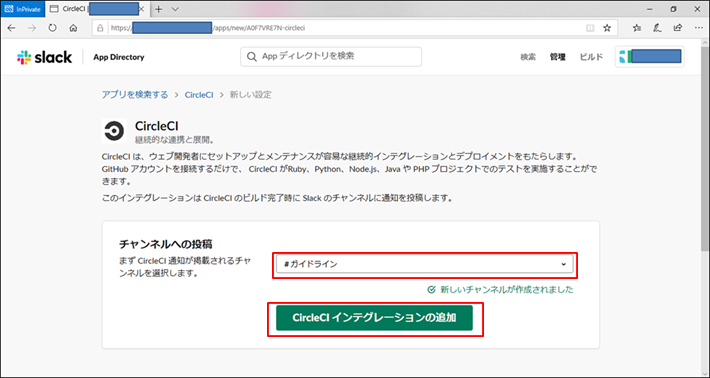 InPrivate
CircleCI |
https://
/apps/new/A0F7VRE7N-circleci
slack
App Directory
App ディレクトリを検索
検索
管理
ビルド
アプリを検索する > CircleCI > 新しい設定
CircleCI
継続的な連携と展開。
CircleCI は、ウェブ開発者にセットアップとメンテナンスが容易な継続的インテグレーションとデプロイメントをもたらします。
GitHub アカウントを接続するだけで、 CircleCI がRuby、Python、Node.js、Java や PHP プロジェクトでのテストを実施することがで
きます。
このインテグレーションは CircleCI のビルド完了時に Slack のチャンネルに通知を投稿します。
チャンネルへの投稿
まず CircleCI 通知が掲載されるチャ
ンネルを選択します。
# ガイドライン
新しいチャンネルが作成されました
CircleCI インテグレーションの追加